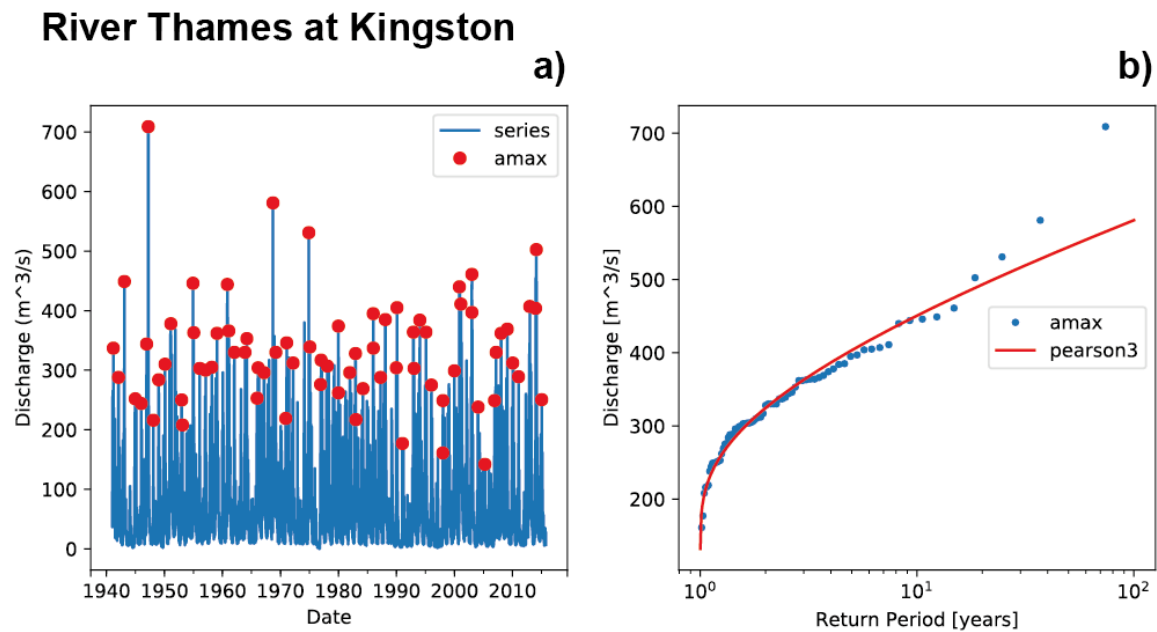 River Thames at Kingston
a)
700
600
500
400
300
200
100
0
Discharge (m^3/s)
series
amax
1940 1950 1960 1970 1980 1990 2000 2010
Date
b)
700
600
500
400
300
200
Discharge [m^3/s]
amax
pearson3
10^0 10^1 10^2
Return Period [years]